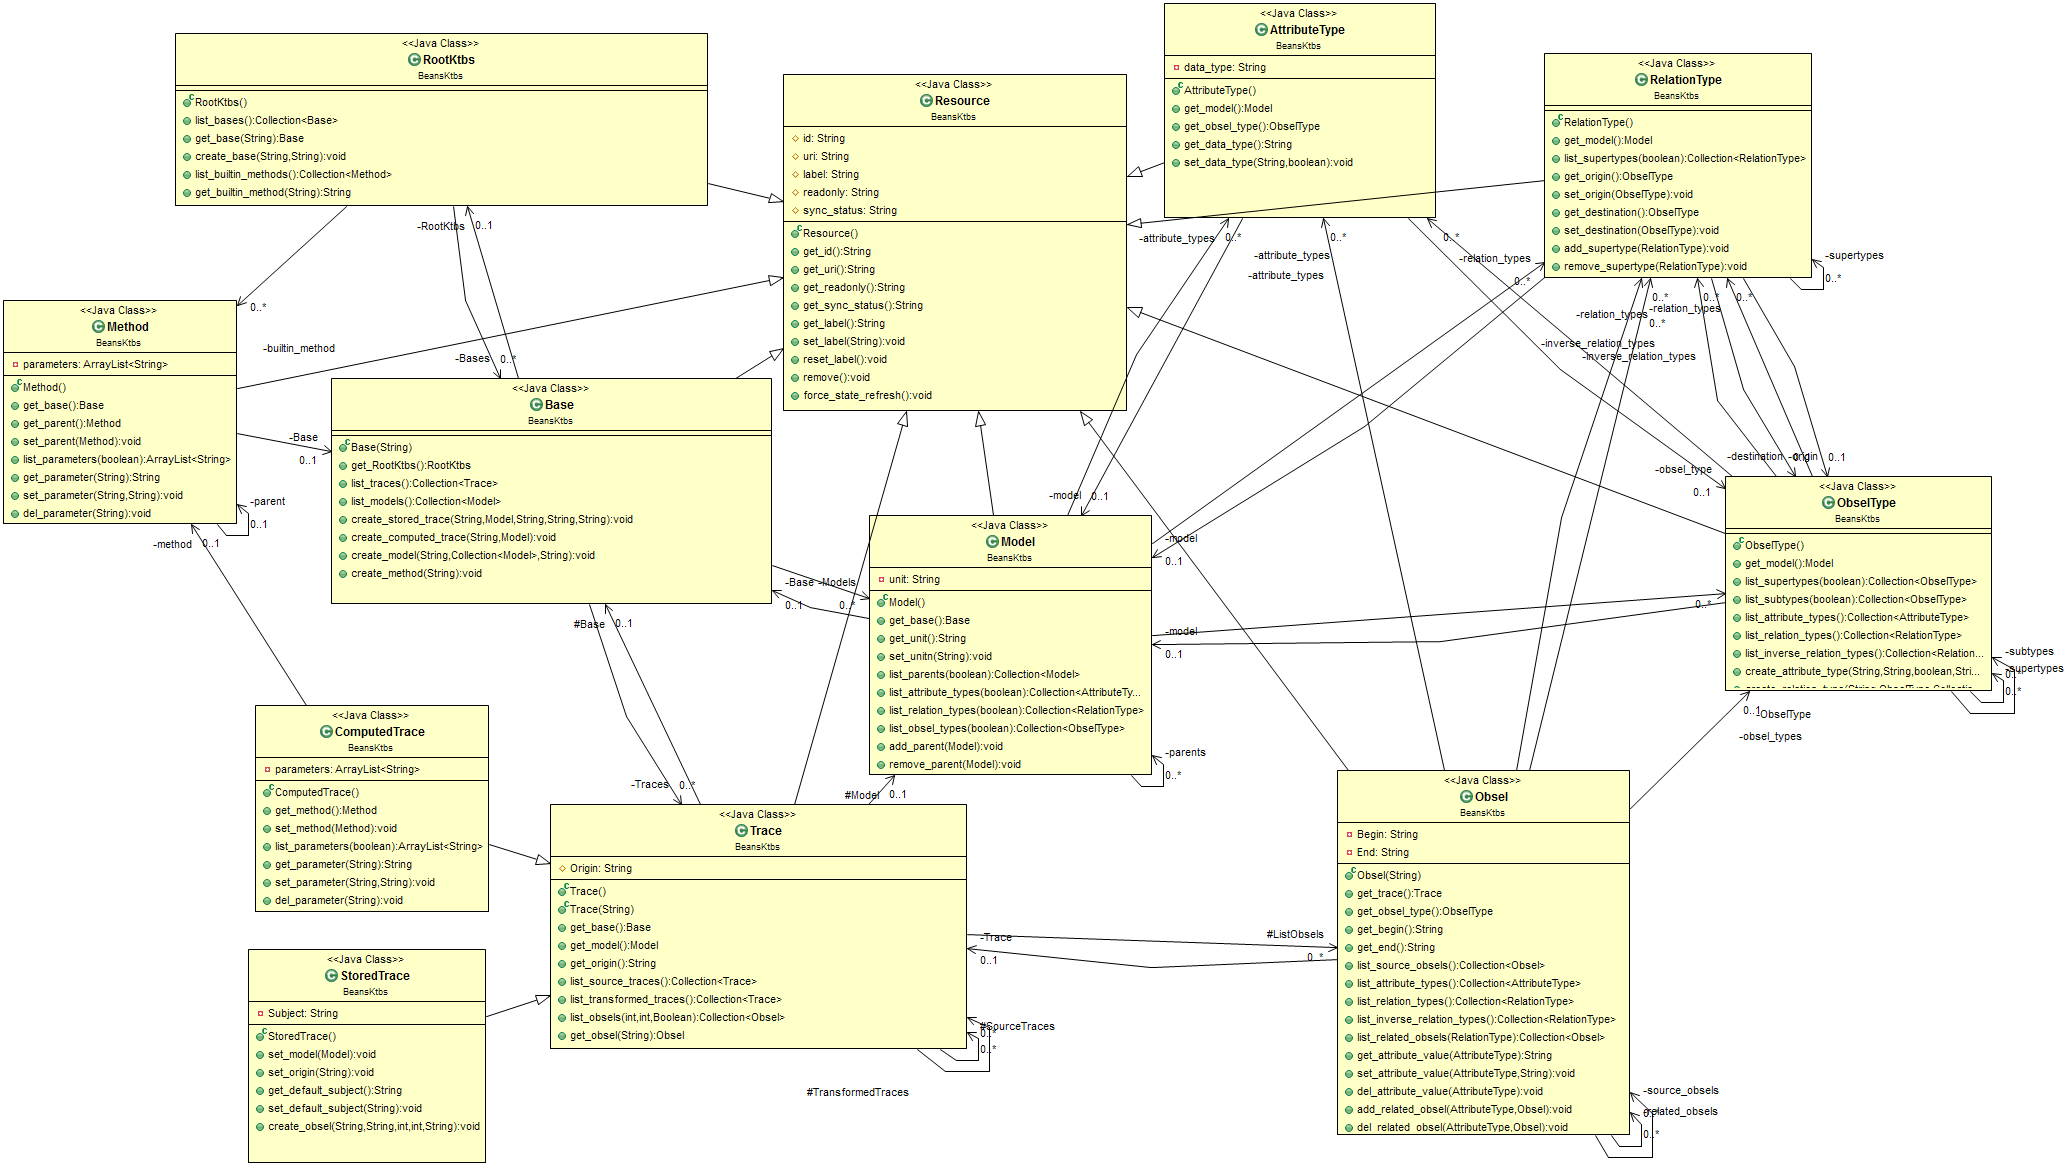 <<Java Class>>
RootKtbs
BeansKtbs
RootKtbs()
list_bases():Collection<Base>
get_base(String):Base
create_base(String,String):void
list_builtin_methods():Collection<Method>
get_builtin_method(String):String
<<Java Class>>
Resource
BeansKtbs
id: String
uri: String
label: String
readonly: String
sync_status: String
Resource()
get_id():String
get_uri():String
get_readonly():String
get_sync_status():String
get_label():String
set_label(String):void
reset_label():void
remove():void
force_state_refresh():void
<<Java Class>>
AttributeType
BeansKtbs
data_type: String
AttributeType()
get_model():Model
get_obsel_type():ObselType
get_data_type():String
set_data_type(String,boolean):void
<<Java Class>>
RelationType
BeansKtbs
RelationType()
get_model():Model
list_supertypes(boolean):Collection<RelationType>
get_origin():ObselType
set_origin(ObselType):void
get_destination():ObselType
set_destination(ObselType):void
add_supertype(RelationType):void
remove_supertype(RelationType):void
-supertypes
0..*
-RootKtbs
0..1
-attribute_types
0..*
-attribute_types
0..*
-attribute_types
-relation_types
0..*
0..*
-relation_types
0..*
-relation_types
0..*
0..*
0..*
-inverse_relation_types
-inverse_relation_types
0..*
-builtin_method
-Bases
0..*
<<Java Class>>
Method
BeansKtbs
parameters: ArrayList<String>
Method()
get_base():Base
get_parent():Method
set_parent(Method):void
list_parameters(boolean):ArrayList<String>
get_parameter(String):String
set_parameter(String,String):void
del_parameter(String):void
-Base
0..1
-parent
0..1
-method
0..1
<<Java Class>>
Base
BeansKtbs
Base(String)
get_RootKtbs():RootKtbs
list_traces():Collection<Trace>
list_models():Collection<Model>
create_stored_trace(String,Model,String,String,String):void
create_computed_trace(String,Model):void
create_model(String,Collection<Model>,String):void
create_method(String):void
-Base
0..1
-Models
0..*
#Base
0..1
-model
0..1
-model
0..1
-model
0..1
-obsel_type
0..1
-destination
-origin
0..1
<<Java Class>>
Model
BeansKtbs
unit: String
Model()
get_base():Base
get_unit():String
set_unitn(String):void
list_parents(boolean):Collection<Model>
list_attribute_types(boolean):Collection<AttributeTy...
list_relation_types(boolean):Collection<RelationType>
list_obsel_types(boolean):Collection<ObselType>
add_parent(Model):void
remove_parent(Model):void
-parents
0..*
<<Java Class>>
ObselType
BeansKtbs
ObselType()
get_model():Model
list_supertypes(boolean):Collection<ObselType>
list_subtypes(boolean):Collection<ObselType>
list_attribute_types():Collection<AttributeType>
list_relation_types():Collection<RelationType>
list_inverse_relation_types():Collection<Relation...
create_attribute_type(String,String,boolean,Stri...
0..*
-subtypes
-supertypes
0..*
0..*
0..1
-ObselType
-obsel_types
<<Java Class>>
ComputedTrace
BeansKtbs
parameters: ArrayList<String>
ComputedTrace()
get_method():Method
set_method(Method):void
list_parameters(boolean):ArrayList<String>
get_parameter(String):String
set_parameter(String,String):void
del_parameter(String):void
-Traces
0..*
#Model
0..1
<<Java Class>>
Trace
BeansKtbs
Origin: String
Trace()
Trace(String)
get_base():Base
get_model():Model
get_origin():String
list_source_traces():Collection<Trace>
list_transformed_traces():Collection<Trace>
list_obsels(int,int,Boolean):Collection<Obsel>
get_obsel(String):Obsel
-Trace
0..1
#ListObsels
0..*
#SourceTraces
0..*
0..*
#TransformedTraces
<<Java Class>>
StoredTrace
BeansKtbs
Subject: String
StoredTrace()
set_model(Model):void
set_origin(String):void
get_default_subject():String
set_default_subject(String):void
create_obsel(String,String,int,int,String):void
<<Java Class>>
Obsel
BeansKtbs
Begin: String
End: String
Obsel(String)
get_trace():Trace
get_obsel_type():ObselType
get_begin():String
get_end():String
list_source_obsels():Collection<Obsel>
list_attribute_types():Collection<AttributeType>
list_relation_types():Collection<RelationType>
list_inverse_relation_types():Collection<RelationType>
list_related_obsels(RelationType):Collection<Obsel>
get_attribute_value(AttributeType):String
set_attribute_value(AttributeType,String):void
del_attribute_value(AttributeType):void
add_related_obsel(AttributeType,Obsel):void
del_related_obsel(AttributeType,Obsel):void
-source_obsels
-related_obsels
0..*